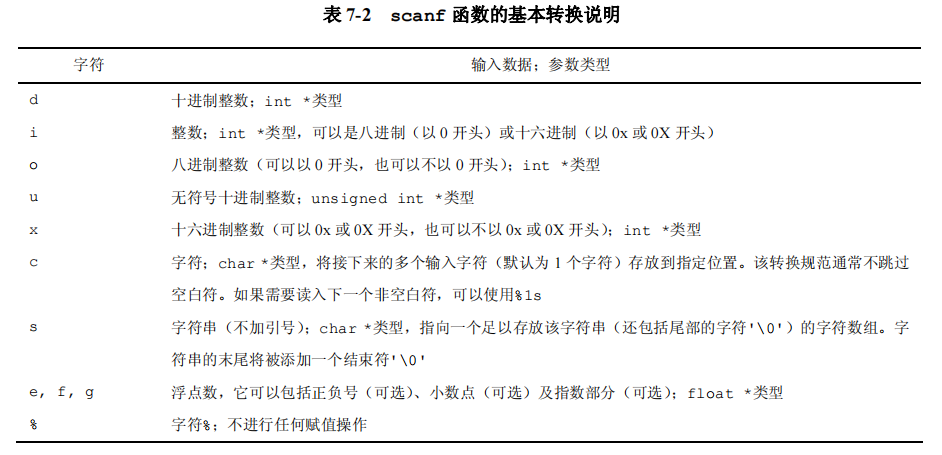 表 7-2 scanf 函数的基本转换说明
字符 输入数据；参数类型
d 十进制整数；int *类型
i 整数；int *类型，可以是八进制（以 0 开头）或十六进制（以 0x 或 0X 开头）
o 八进制整数（可以以 0 开头，也可以不以 0 开头）；int *类型
u 无符号十进制整数；unsigned int *类型
x 十六进制整数（可以 0x 或 0X 开头，也可以不以 0x 或 0X 开头）；int *类型
c 字符；char *类型，将接下来的多个输入字符（默认为 1 个字符）存放到指定位置。该转换规范通常不跳过
空白符。如果需要读入下一个非空白符，可以使用%1s
s 字符串（不加引号）；char *类型，指向一个足以存放该字符串（还包括尾部的字符'\0'）的字符数组。字
符串的末尾将被添加一个结束符'\0'
e, f, g 浮点数，它可以包括正负号（可选）、小数点（可选）及指数部分（可选）；float *类型
% 字符%；不进行任何赋值操作